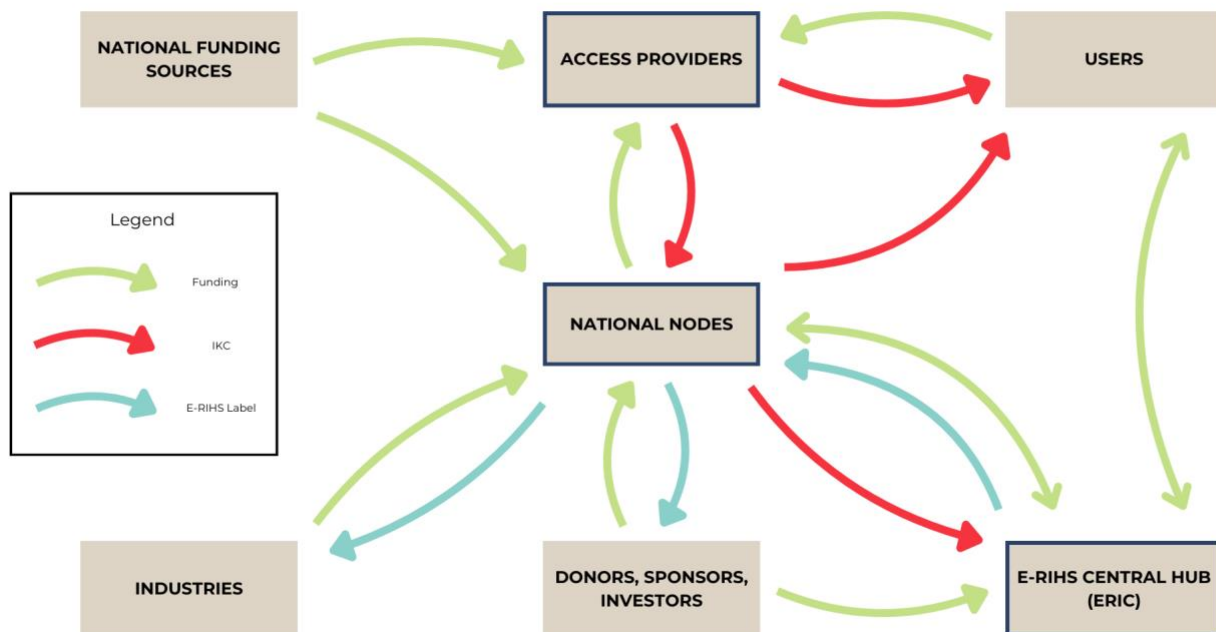 NATIONAL FUNDING
SOURCES
ACCESS PROVIDERS
USERS
Legend
Funding
IKC
E-RIHS Label
NATIONAL NODES
INDUSTRIES
DONORS, SPONSORS,
INVESTORS
E-RIHS CENTRAL HUB
(ERIC)